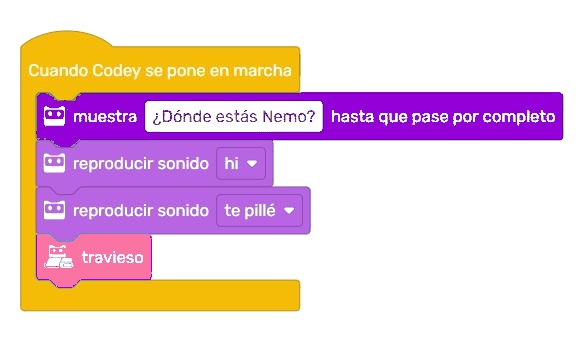 Cuando Codey se pone en marcha
muestra ¿Dónde estás Nemo? hasta que pase por completo
reproducir sonido hi
reproducir sonido te pillé
travieso